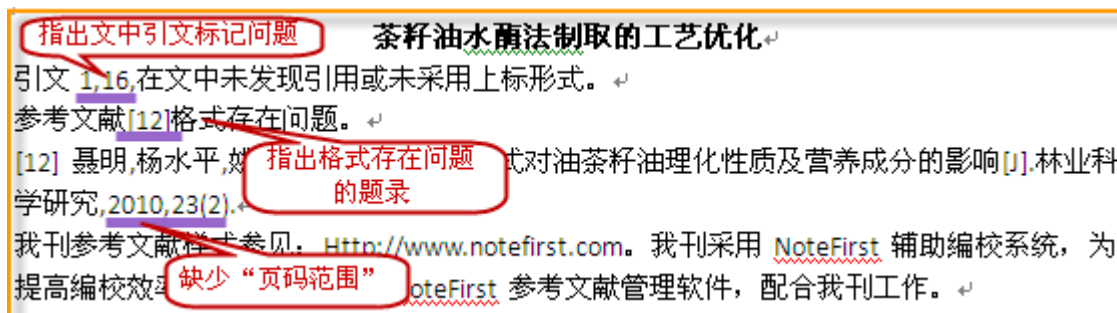 指出文中引文标记问题
茶籽油水酶法制取的工艺优化
引文 1,16,在文中未发现引用或未采用上标形式。
参考文献[12]格式存在问题。
指出格式存在问题
的题录
[12] 聂明,杨水平, 式对油茶籽油理化性质及营养成分的影响[J].林业科
学研究,2010,23(2).
我刊参考文献样式参见：Http://www.notefirst.com。我刊采用 NoteFirst 辅助编校系统，为
缺少“页码范围”
提高编校效 oteFirst 参考文献管理软件，配合我刊工作。